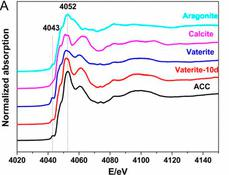 A
4052
4043
Aragonite
Calcite
Vaterite
Vaterite-10d
ACC
Normalized absorption
4020 4040 4060 4080 4100 4120 4140
E/eV